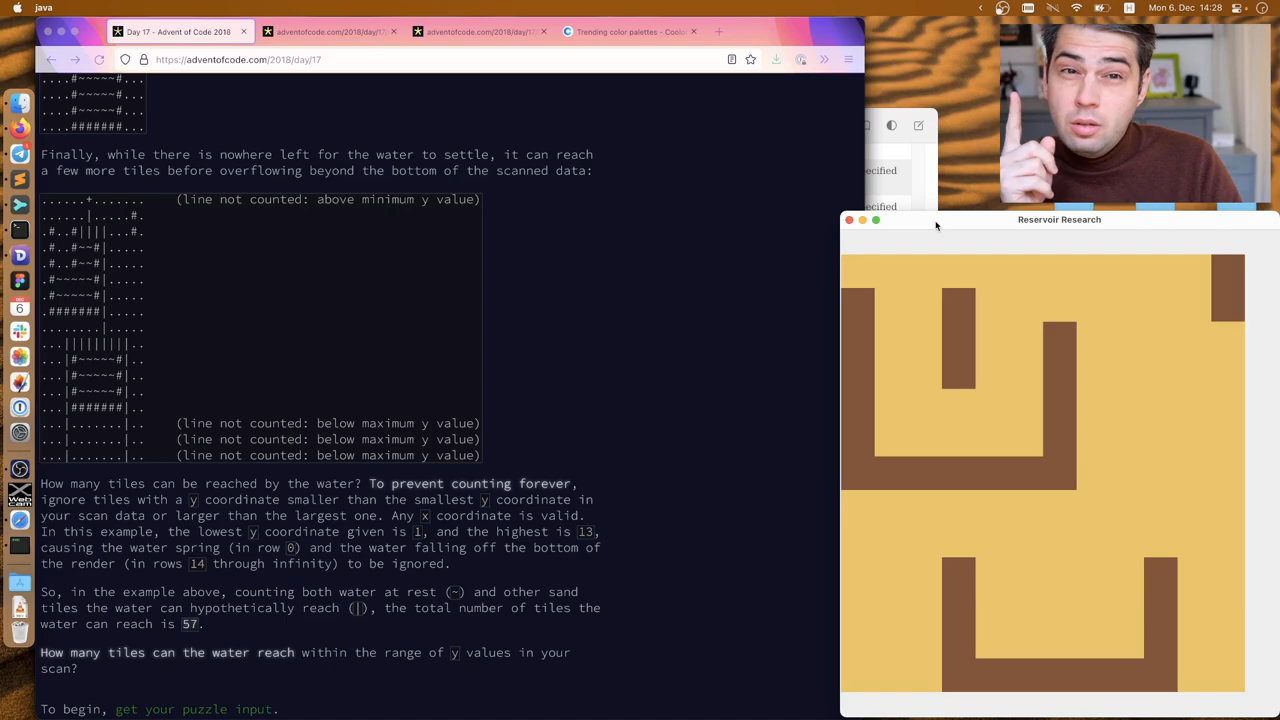 java
H
Mon, 06 Dec 14:28
Day 17 - Advent of Code 2018
adventofcode.com/2018/day/17/
adventofcode.com/2018/day/17/
Trending color palettes - Coolor
https://adventofcode.com/2018/day/17
....#~~~~~#...
....#~~~~~#...
....#~~~~~#...
....#######...
Finally, while there is nowhere left for the water to settle, it can reach
a few more tiles before overflowing beyond the bottom of the scanned data:
......+....... (line not counted: above minimum y value)
......|.....#.
.#..#||||...#.
.#..#~~#|.....
.#..#~~#|.....
.#~~~~~#|.....
.#~~~~~#|.....
.#######|.....
........|.....
...|||||||||..
...|#~~~~~#|..
...|#~~~~~#|..
...|#~~~~~#|..
...|#######|..
...|.......|.. (line not counted: below maximum y value)
...|.......|.. (line not counted: below maximum y value)
...|.......|.. (line not counted: below maximum y value)
How many tiles can be reached by the water? To prevent counting forever,
ignore tiles with a y coordinate smaller than the smallest y coordinate in
your scan data or larger than the largest one. Any x coordinate is valid.
In this example, the lowest y coordinate given is 1, and the highest is 13,
causing the water spring (in row 0) and the water falling off the bottom of
the render (in rows 14 through infinity) to be ignored.
So, in the example above, counting both water at rest (~) and other sand
tiles the water can hypothetically reach (|), the total number of tiles the
water can reach is 57.
How many tiles can the water reach within the range of y values in your
scan?
To begin, get your puzzle input.
ecified
ecified
Reservoir Research
DEC
6